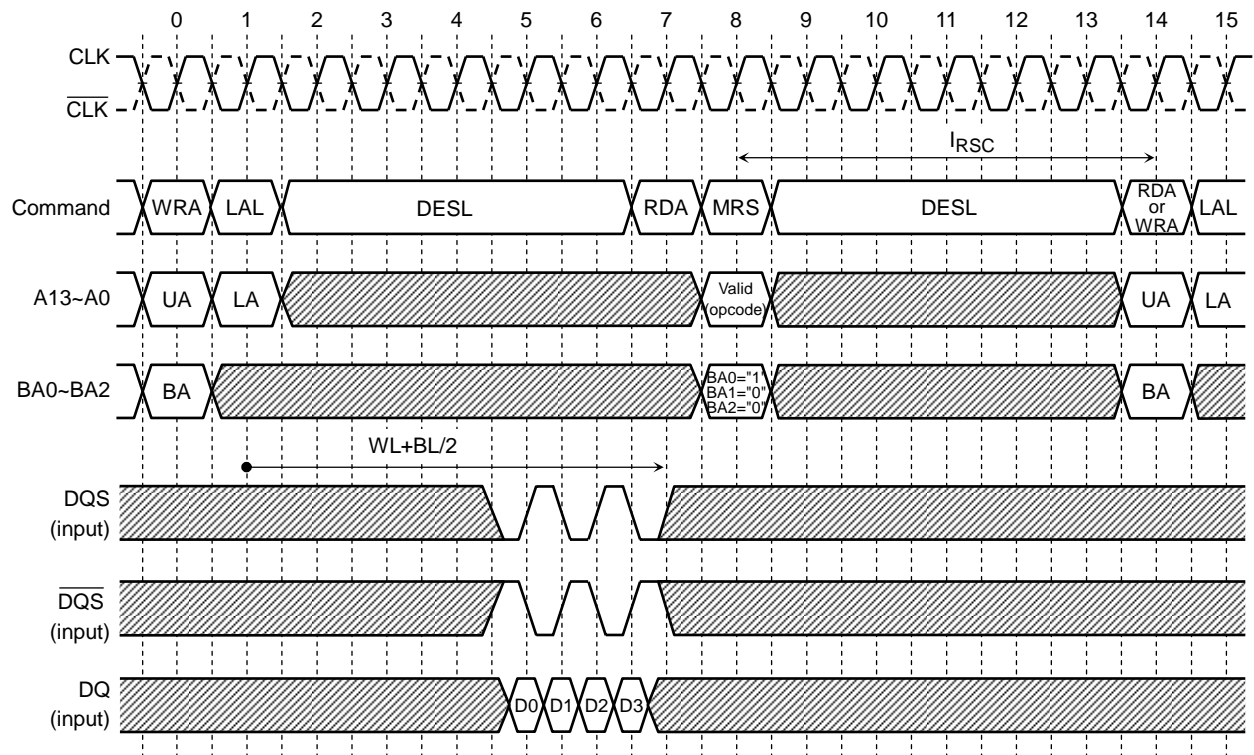 0 1 2 3 4 5 6 7 8 9 10 11 12 13 14 15
CLK
CLK
IRSC
Command
WRA LAL DESL RDA MRS DESL RDA or WRA LAL
A13~A0
UA LA Valid (opcode) UA LA
BA0~BA2
BA BA0="1" BA1="0" BA2="0" BA
WL+BL/2
DQS
(input)
DQS
(input)
DQ
(input)
D0 D1 D2 D3